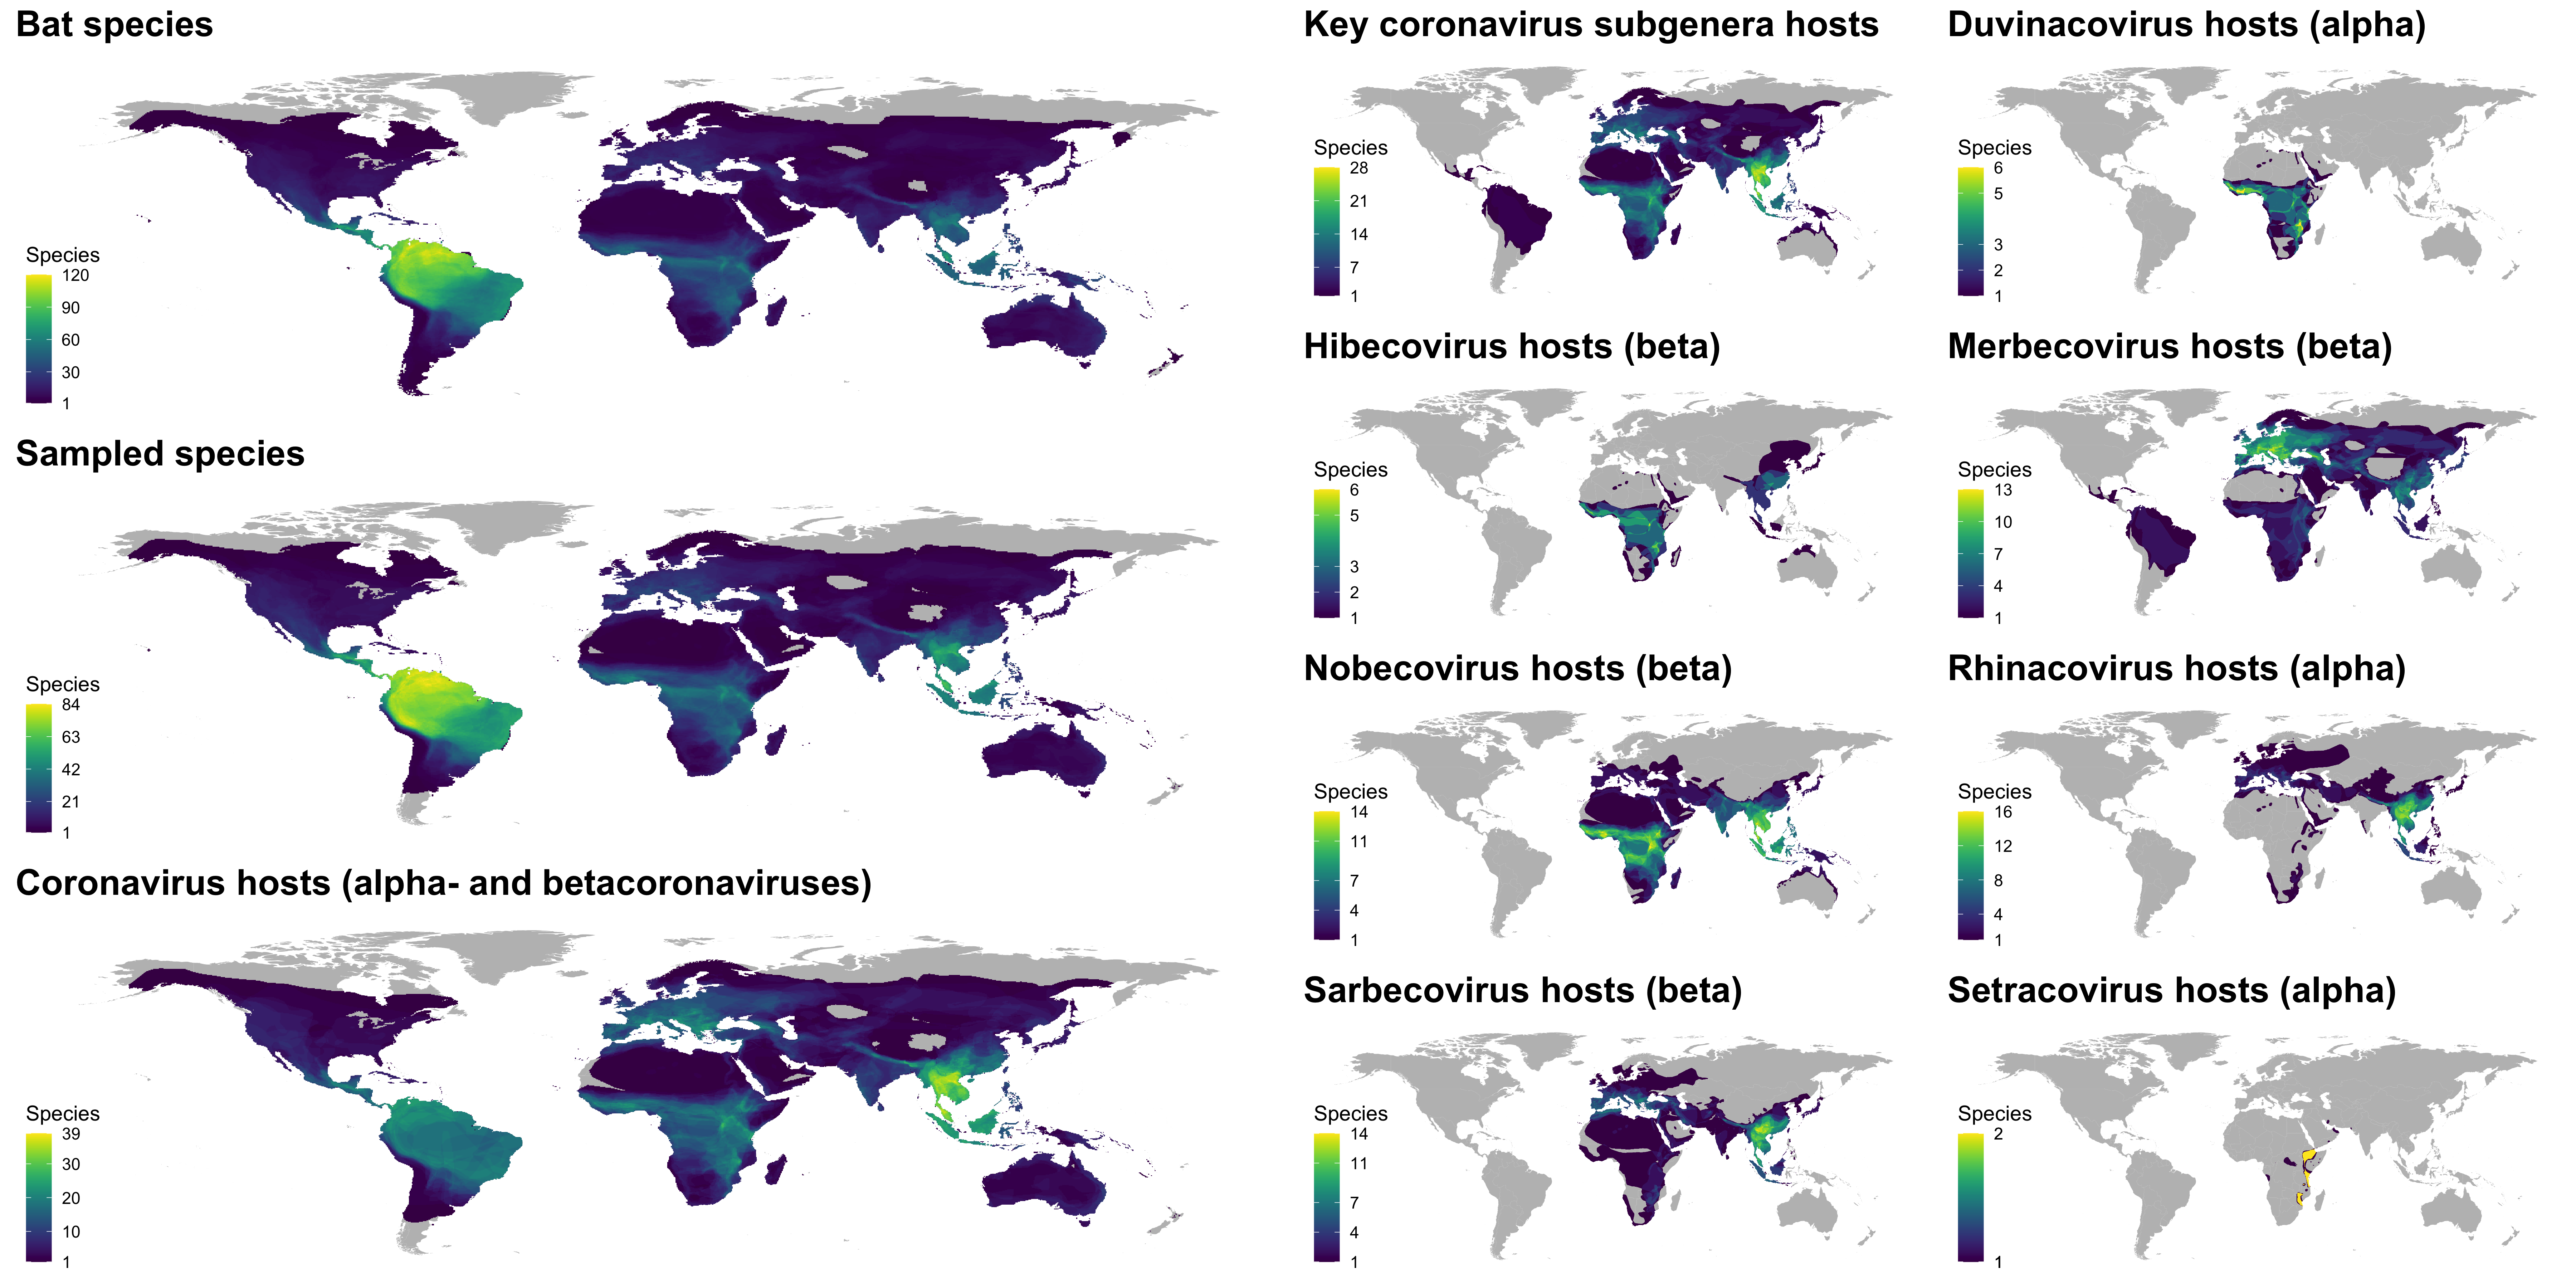 Bat species
Species
120
90
60
30
1
Sampled species
Species
84
63
42
21
1
Coronavirus hosts (alpha- and betacoronaviruses)
Species
39
30
20
10
1
Key coronavirus subgenera hosts
Species
28
21
14
7
1
Duvinacovirus hosts (alpha)
Species
6
5
3
2
1
Hibecovirus hosts (beta)
Species
6
5
3
2
1
Merbecovirus hosts (beta)
Species
13
10
7
4
1
Nobecovirus hosts (beta)
Species
14
11
7
4
1
Rhinacovirus hosts (alpha)
Species
16
12
8
4
1
Sarbecovirus hosts (beta)
Species
14
11
7
4
1
Setracovirus hosts (alpha)
Species
2
1